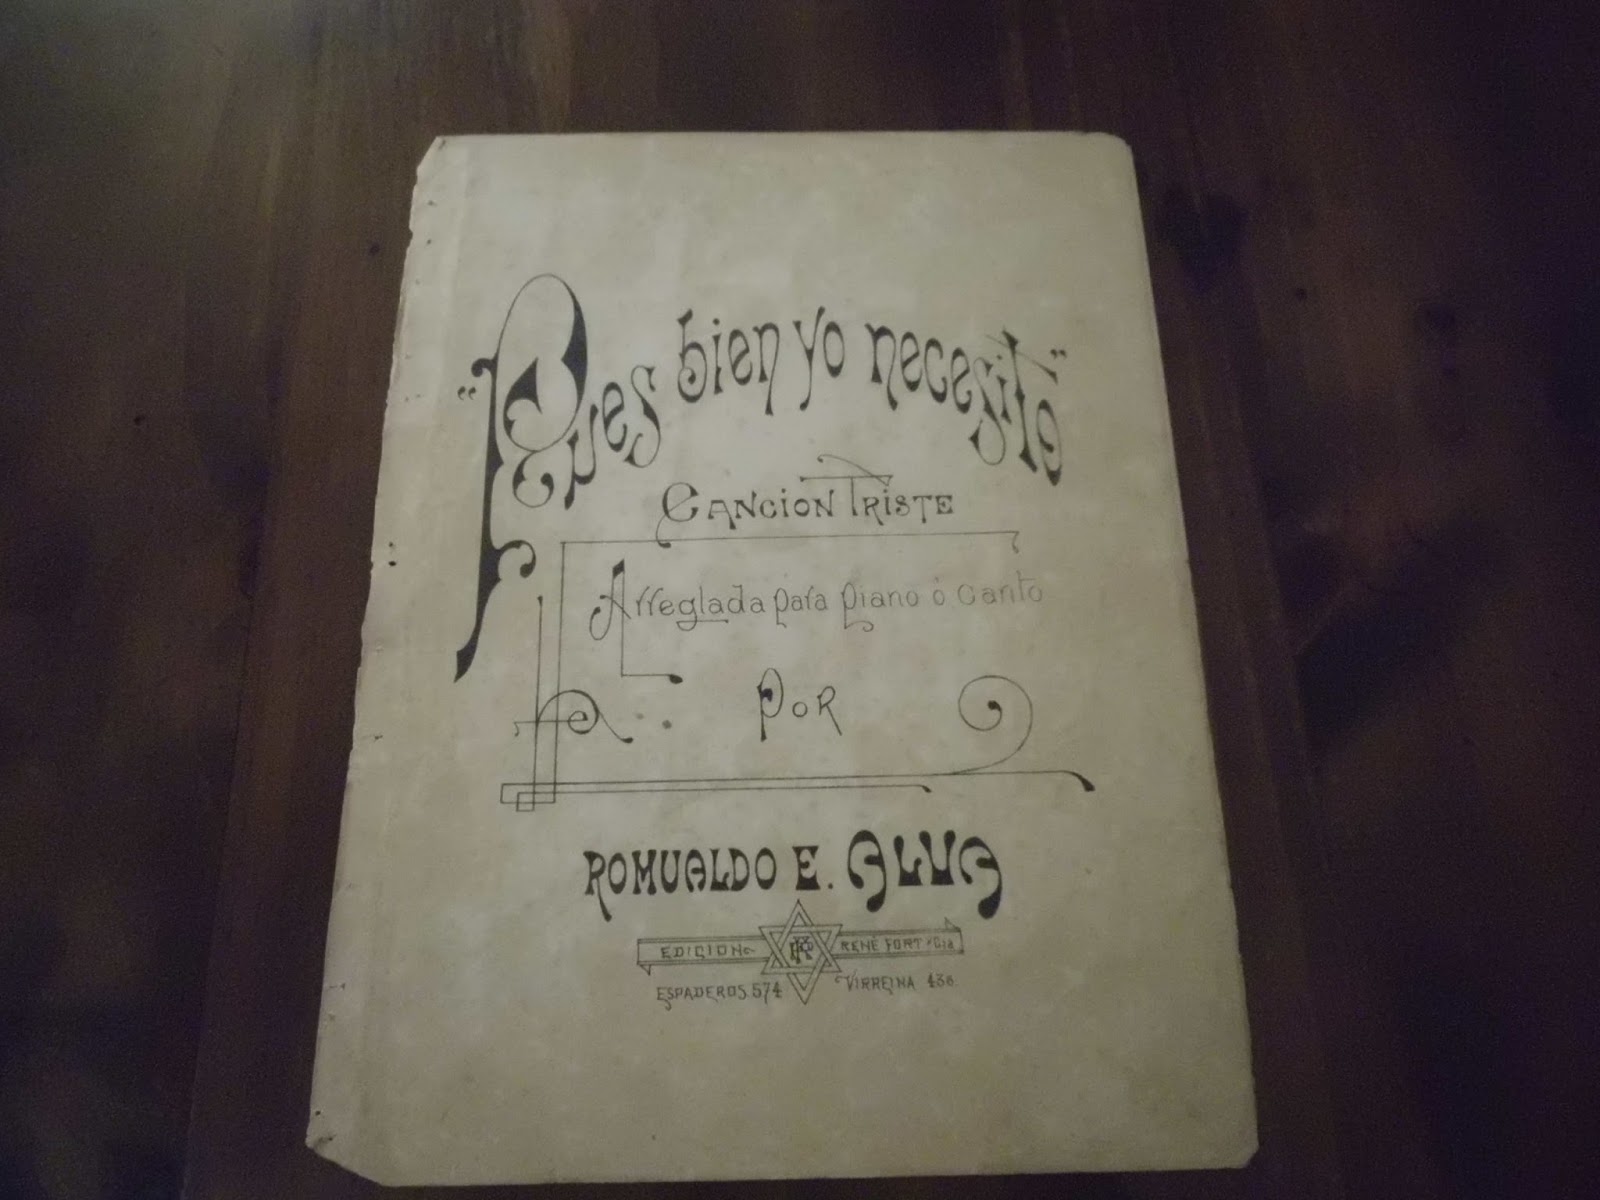 "Pues bien yo necesito"
CANCION TRISTE
Arreglada para piano ó canto
POR
ROMUALDO E. ALVA
EDICION RENÉ FORT y Cia
ESPADEROS. 574 VIRREINA